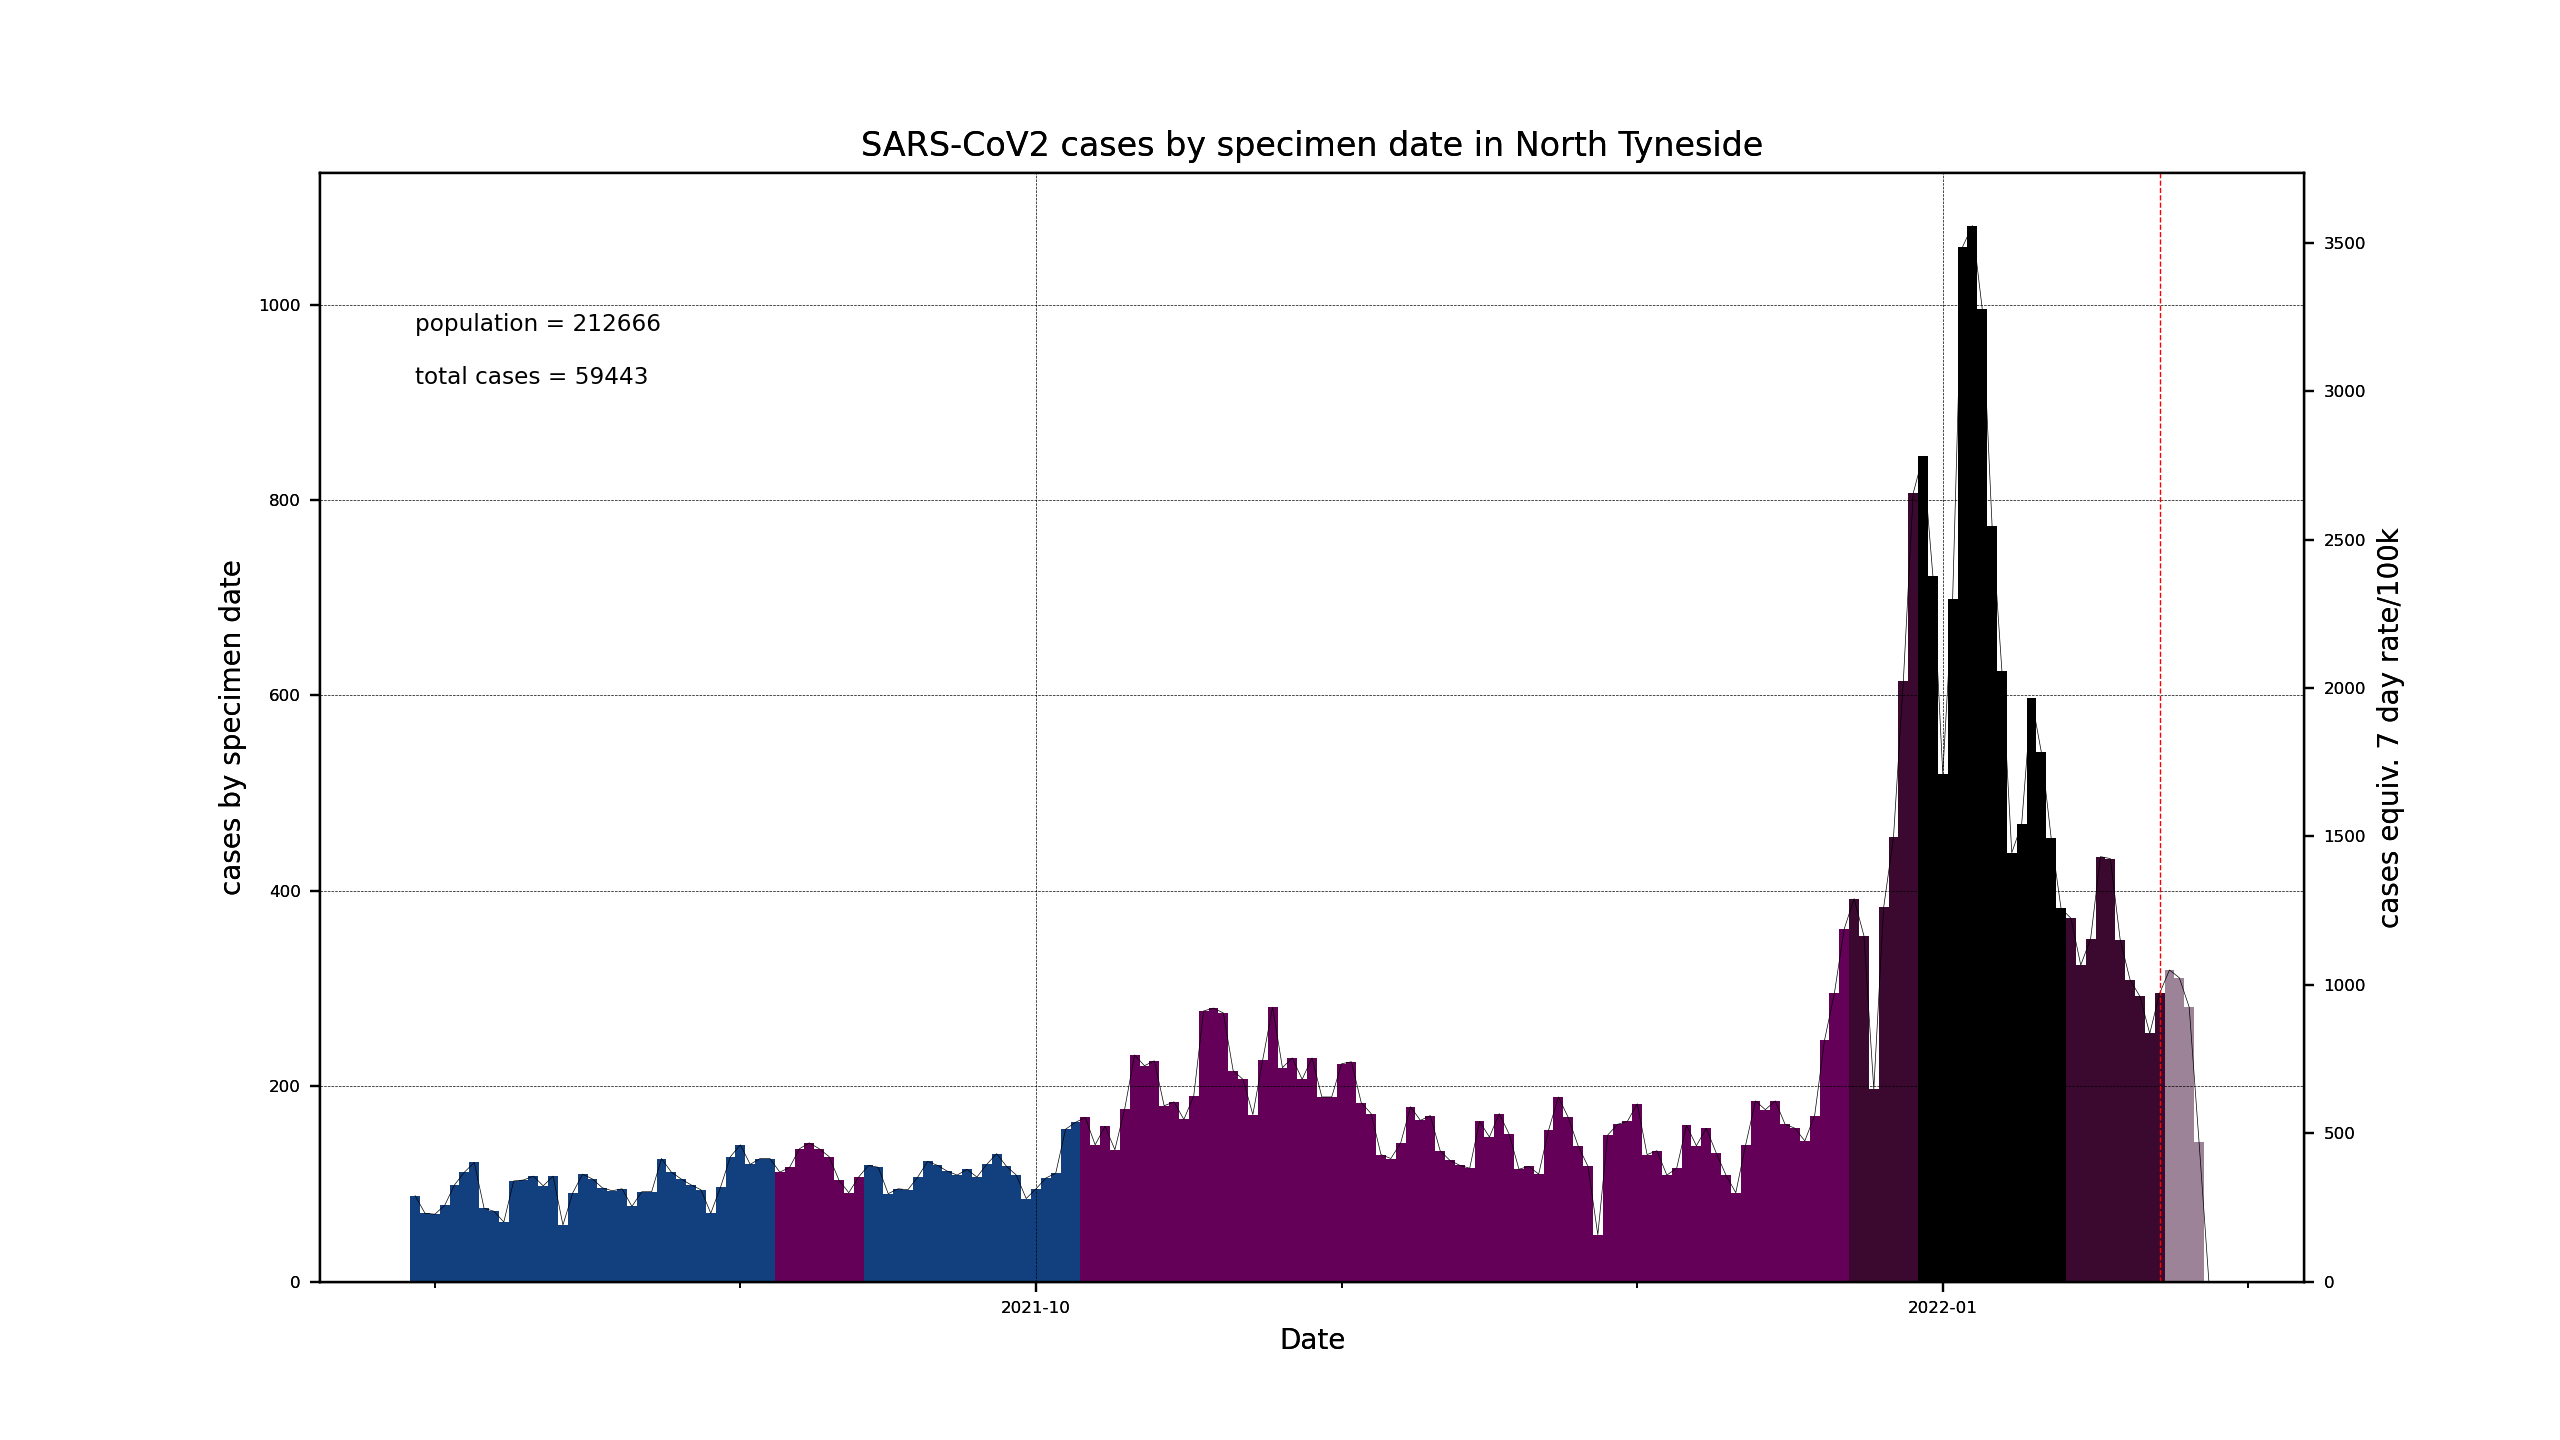 SARS-CoV2 cases by specimen date in North Tyneside
population = 212666
total cases = 59443
cases by specimen date
1000
800
600
400
200
0
3500
3000
2500
2000
1500
1000
500
0
cases equiv. 7 day rate/100k
2021-10
2022-01
Date